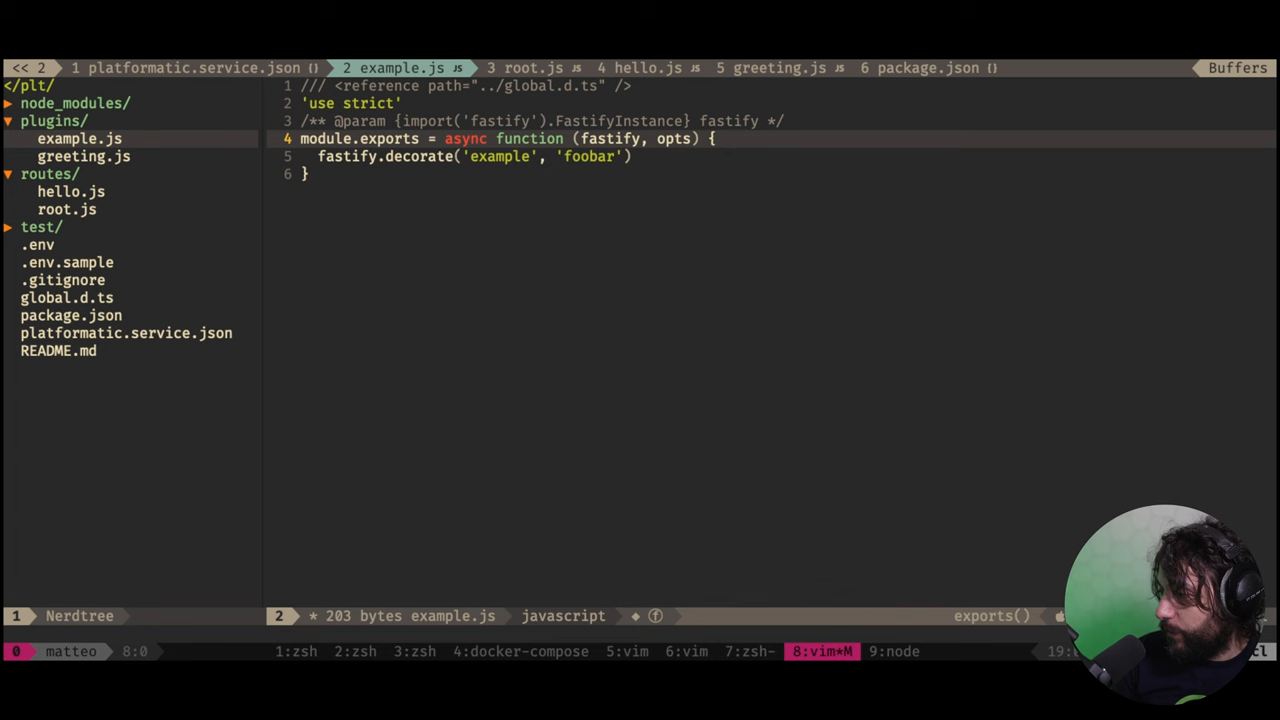 << 2 1 platformatic.service.json {} 2 example.js JS 3 root.js JS 4 hello.js JS 5 greeting.js JS 6 package.json {} Buffers
</plt/
▸ node_modules/
▾ plugins/
example.js
greeting.js
▾ routes/
hello.js
root.js
▸ test/
.env
.env.sample
.gitignore
global.d.ts
package.json
platformatic.service.json
README.md
1 /// <reference path="../global.d.ts" />
2 'use strict'
3 /** @param {import('fastify').FastifyInstance} fastify */
4 module.exports = async function (fastify, opts) {
5 fastify.decorate('example', 'foobar')
6 }
1 Nerdtree 2 * 203 bytes example.js javascript exports()
0 matteo 8:0 1:zsh 2:zsh 3:zsh 4:docker-compose 5:vim 6:vim 7:zsh- 8:vim*M 9:node